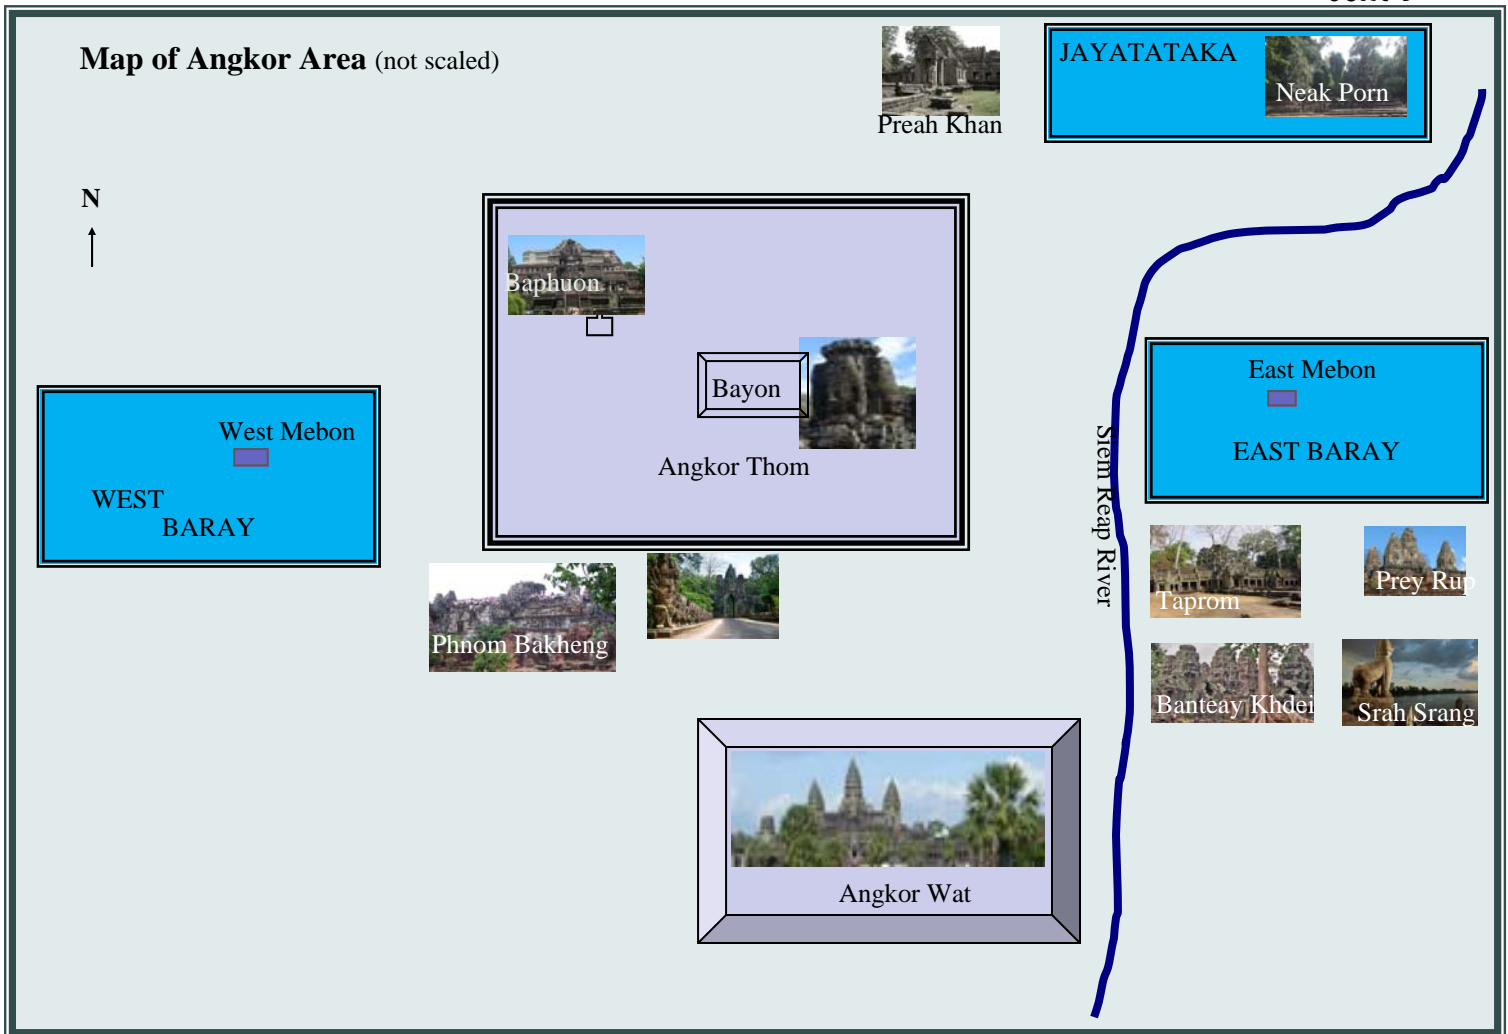 Map of Angkor Area (not scaled)
JAYATATAKA
Neak Porn
Preah Khan
N
Baphuon
Bayon
Angkor Thom
East Mebon
EAST BARAY
West Mebon
WEST
BARAY
Siem Reap River
Phnom Bakheng
Taprom
Prey Rup
Banteay Khdei
Srah Srang
Angkor Wat